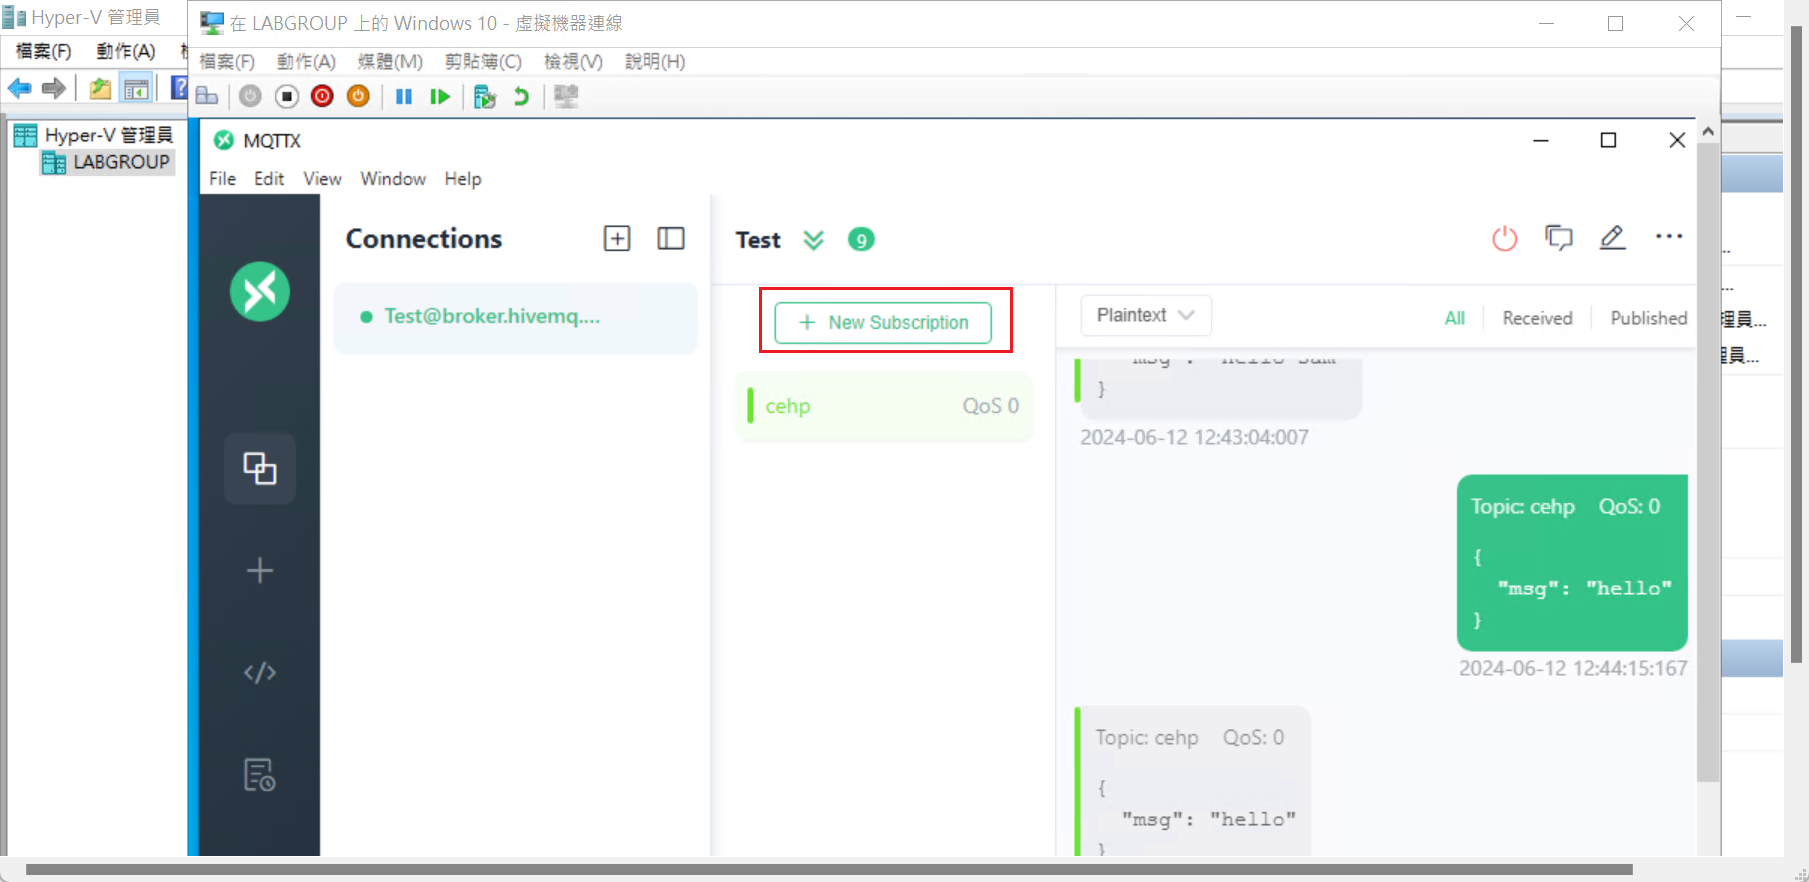 Hyper-V 管理員
檔案(F) 動作(A)
Hyper-V 管理員
LABGROUP
在 LABGROUP 上的 Windows 10 - 虛擬機器連線
檔案(F) 動作(A) 媒體(M) 剪貼簿(C) 檢視(V) 說明(H)
MQTTX
File Edit View Window Help
Connections
Test@broker.hivemq....
Test 9
+ New Subscription
cehp QoS 0
Plaintext All Received Published
"msg": "hello Sam"
}
2024-06-12 12:43:04:007
Topic: cehp QoS: 0
{
"msg": "hello"
}
2024-06-12 12:44:15:167
Topic: cehp QoS: 0
{
"msg": "hello"
}
...
...
理員...
員...